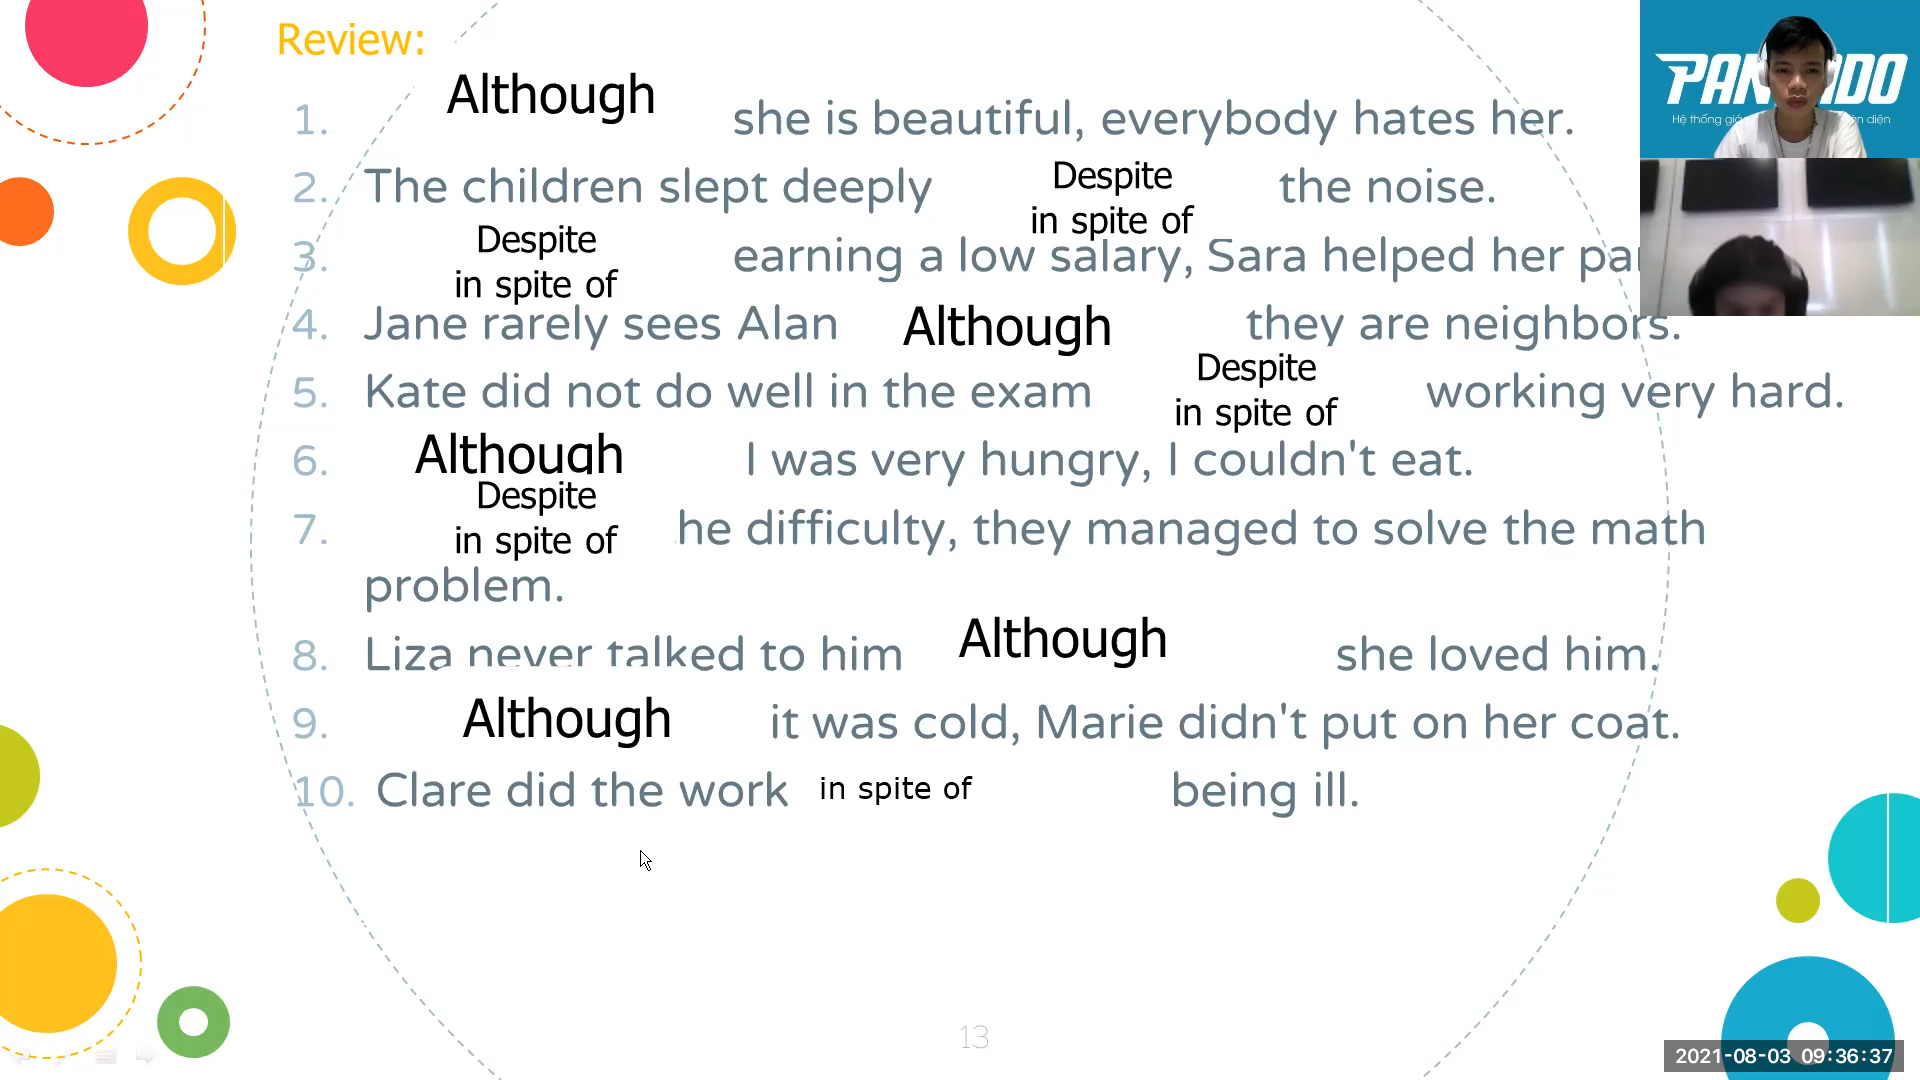 Review:
1. Although she is beautiful, everybody hates her.
2. The children slept deeply Despite in spite of the noise.
3. Despite in spite of earning a low salary, Sara helped her
4. Jane rarely sees Alan Although they are neighbors.
5. Kate did not do well in the exam Despite in spite of working very hard.
6. Although I was very hungry, I couldn't eat.
7. Despite in spite of he difficulty, they managed to solve the math
problem.
8. Liza never talked to him Although she loved him.
9. Although it was cold, Marie didn't put on her coat.
10. Clare did the work in spite of being ill.
13
Hệ thống
2021-08-03 09:36:37